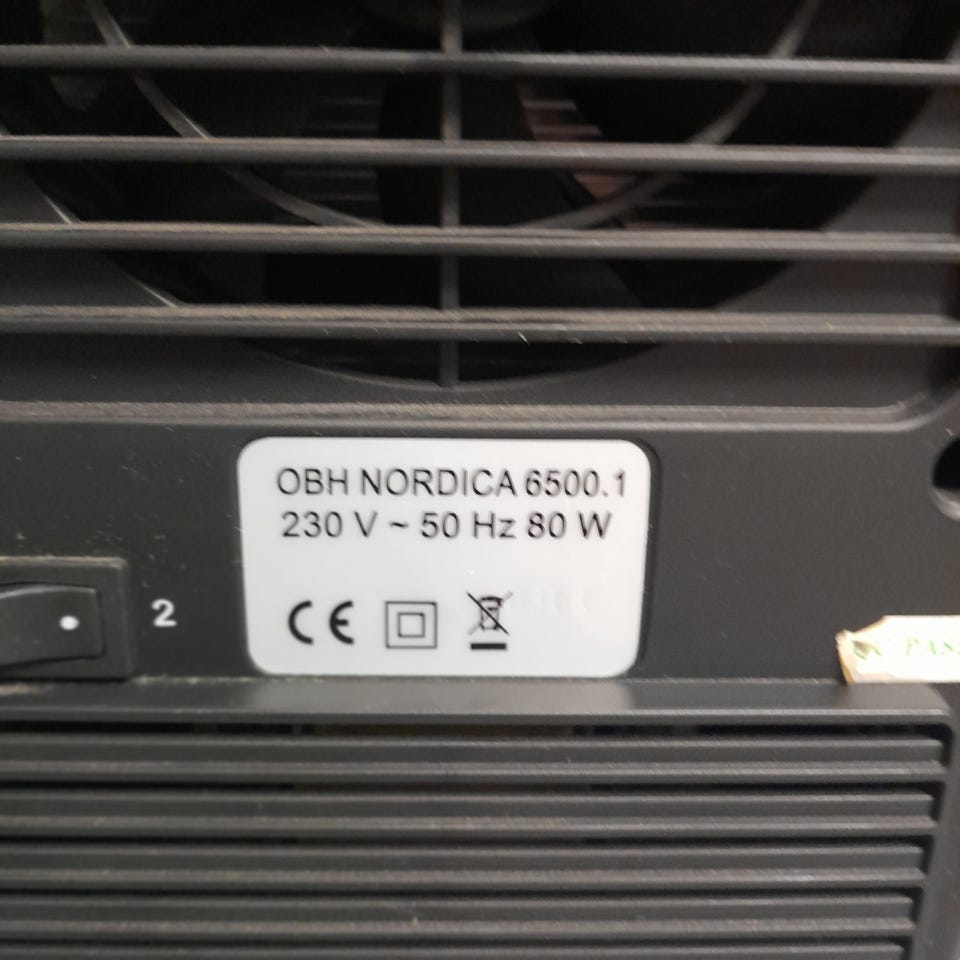 OBH NORDICA 6500.1
230 V ~ 50 Hz 80 W
CE
2